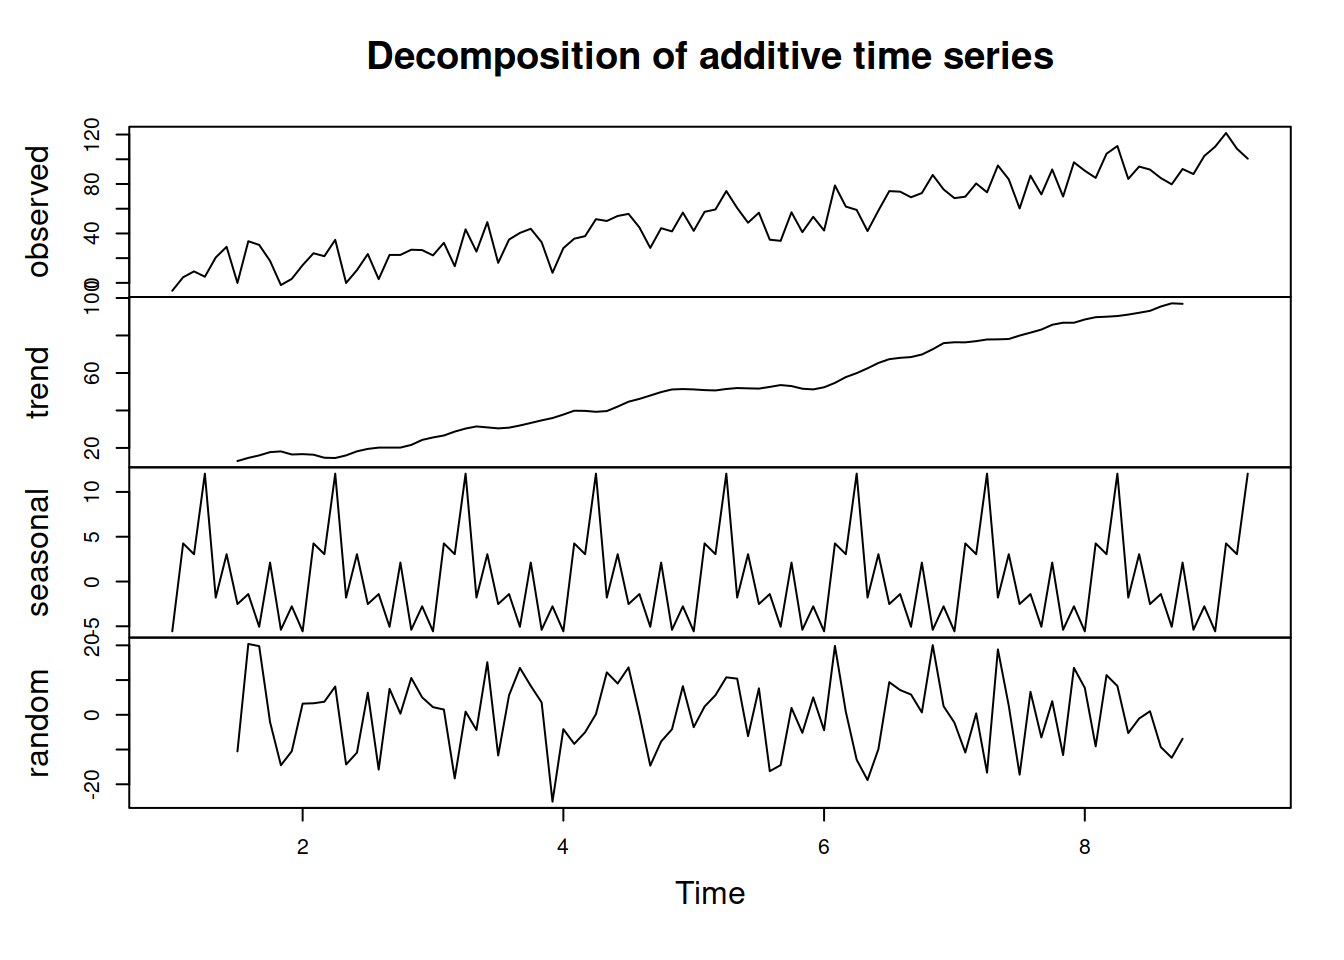 Decomposition of additive time series
observed
0 40 80 120
trend
20 60 100
seasonal
-5 0 5 10
random
-20 0 20
2 4 6 8
Time